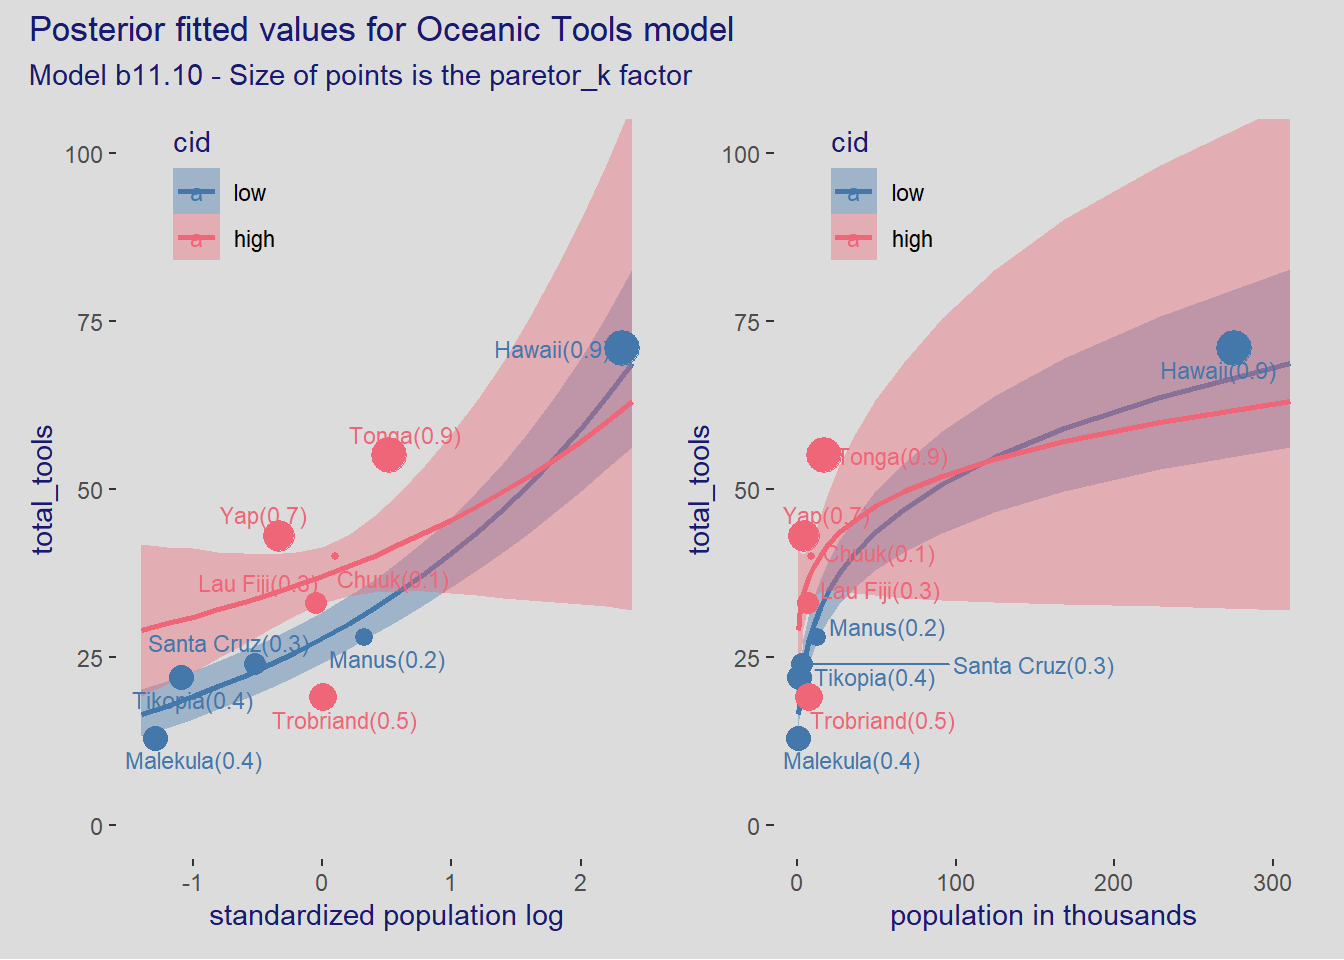 Posterior fitted values for Oceanic Tools model
Model b11.10 - Size of points is the paretor_k factor
cid
a low
a high
100
75
50
25
0
total_tools
Hawaii(0.9)
Tonga(0.9)
Yap(0.7)
Lau Fiji(0.3)
Chuuk(0.1)
Santa Cruz(0.3)
Manus(0.2)
Tikopia(0.4)
Trobriand(0.5)
Malekula(0.4)
-1
0
1
2
standardized population log
cid
a low
a high
100
75
50
25
0
total_tools
Hawaii(0.9)
Tonga(0.9)
Yap(0.7)
Chuuk(0.1)
Lau Fiji(0.3)
Manus(0.2)
Santa Cruz(0.3)
Tikopia(0.4)
Trobriand(0.5)
Malekula(0.4)
0
100
200
300
population in thousands